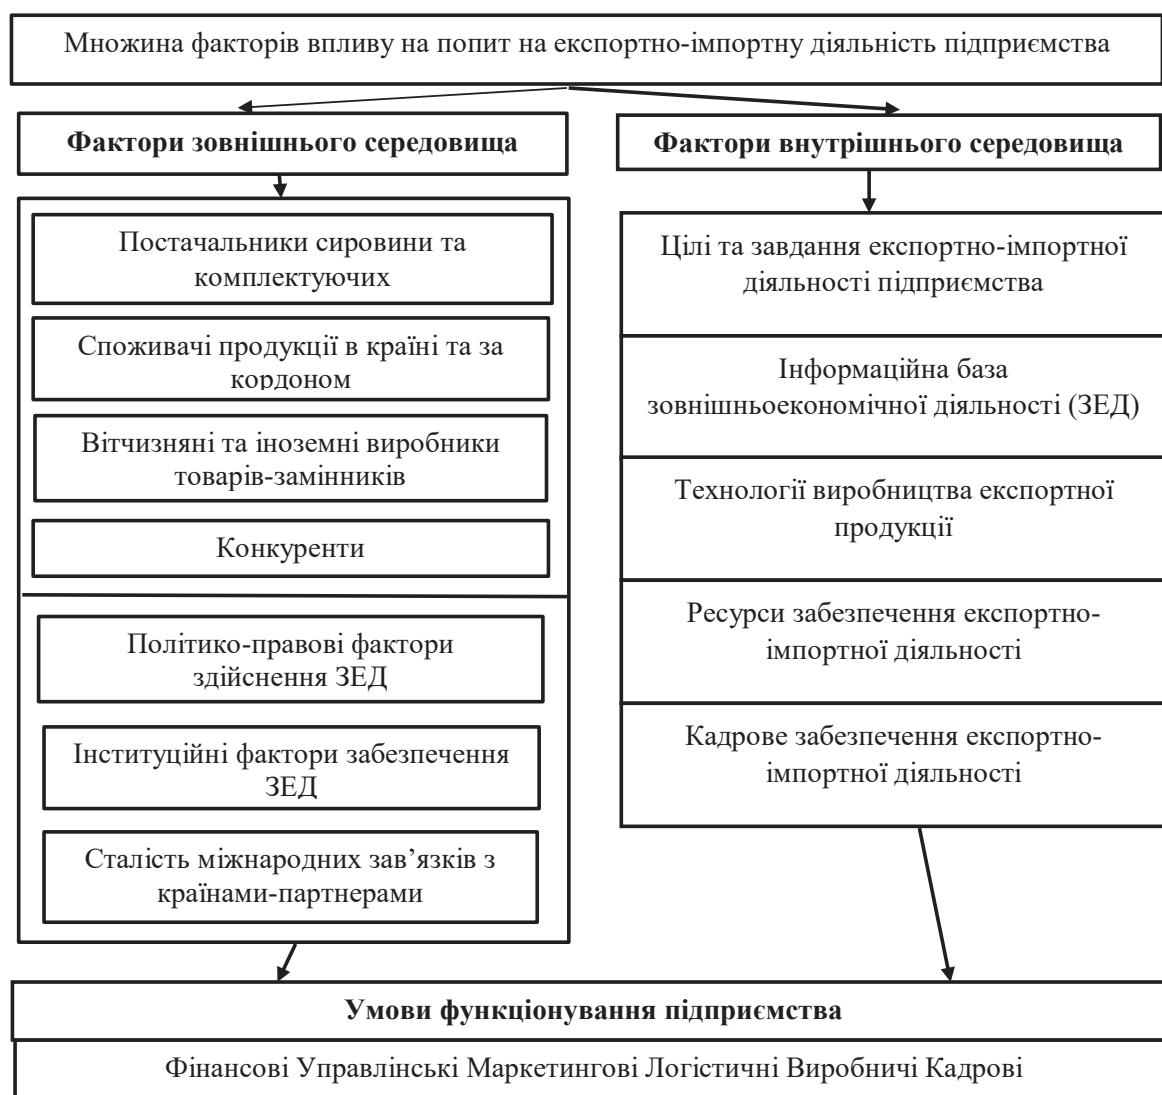 Множина факторів впливу на попит на експортно-імпортну діяльність підприємства
Фактори зовнішнього середовища
Постачальники сировини та
комплектуючих
Споживачі продукції в країні та за
кордоном
Вітчизняні та іноземні виробники
товарів-замінників
Конкуренти
Політико-правові фактори
здійснення ЗЕД
Інституційні фактори забезпечення
ЗЕД
Сталість міжнародних зав’язків з
країнами-партнерами
Фактори внутрішнього середовища
Цілі та завдання експортно-імпортної
діяльності підприємства
Інформаційна база
зовнішньоекономічної діяльності (ЗЕД)
Технології виробництва експортної
продукції
Ресурси забезпечення експортно-
імпортної діяльності
Кадрове забезпечення експортно-
імпортної діяльності
Умови функціонування підприємства
Фінансові Управлінські Маркетингові Логістичні Виробничі Кадрові